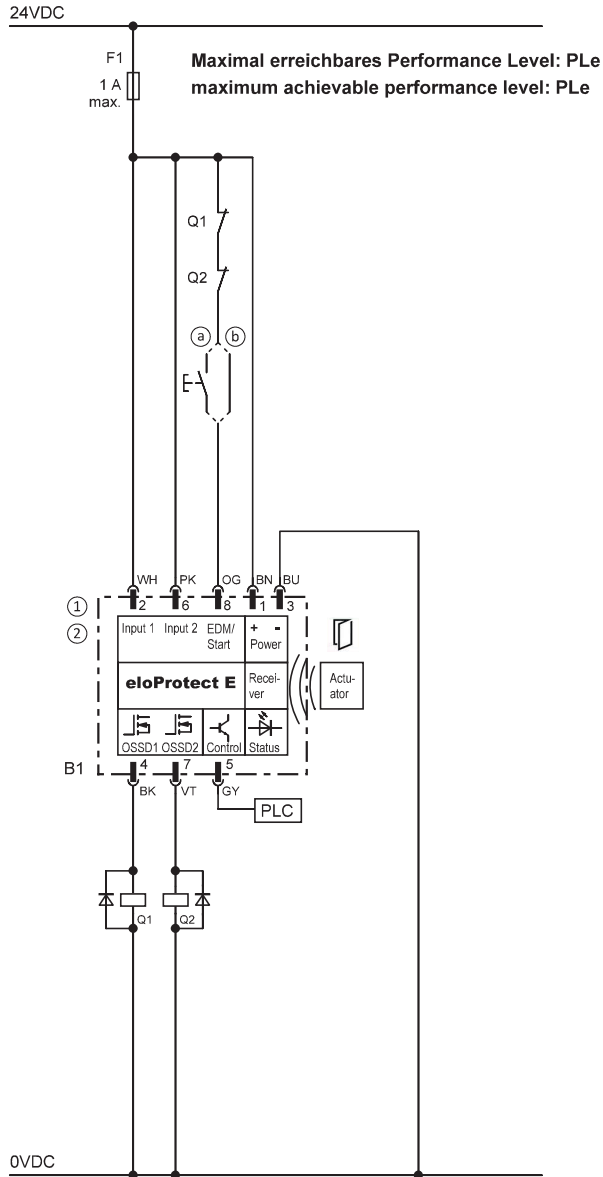 24VDC
F1
1 A
max.
Maximal erreichbares Performance Level: PLe
maximum achievable performance level: PLe
Q1
Q2
a b
WH PK OG BN BU
1
2 6 8 1 3
2
Input 1 Input 2 EDM/
Start
+ -
Power
eloProtect E
Recei-
ver
Actu-
ator
OSSD1 OSSD2 Control Status
B1
4 7 5
BK VT GY
PLC
Q1 Q2
0VDC